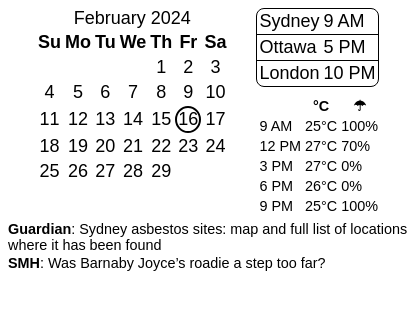 February 2024
Su Mo Tu We Th Fr Sa
1 2 3
4 5 6 7 8 9 10
11 12 13 14 15 16 17
18 19 20 21 22 23 24
25 26 27 28 29
Sydney 9 AM
Ottawa 5 PM
London 10 PM
°C ☂
9 AM 25°C 100%
12 PM 27°C 70%
3 PM 27°C 0%
6 PM 26°C 0%
9 PM 25°C 100%
Guardian: Sydney asbestos sites: map and full list of locations
where it has been found
SMH: Was Barnaby Joyce’s roadie a step too far?